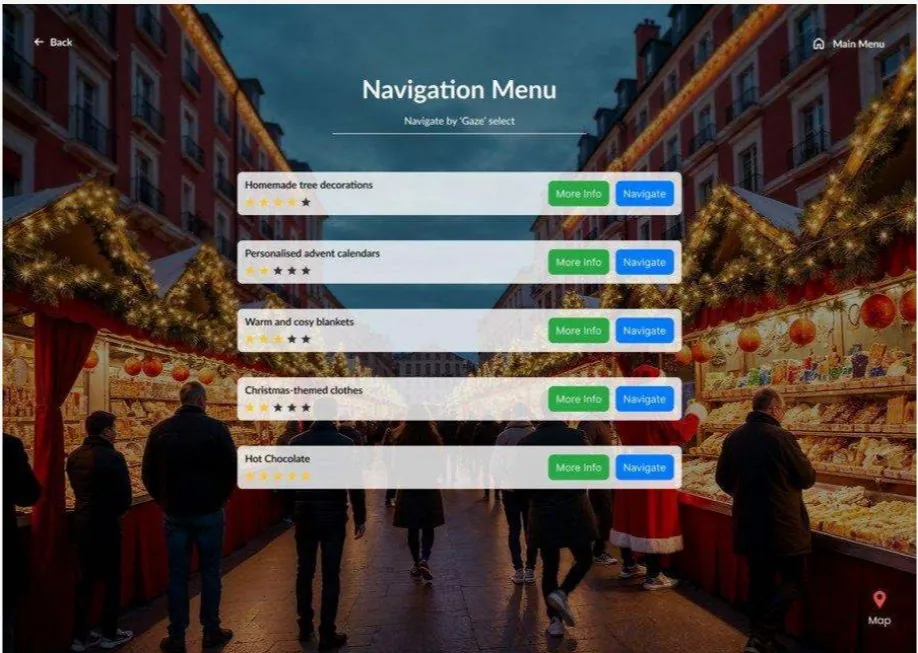 Back
Main Menu
Navigation Menu
Navigate by 'Gaze' select
Homemade tree decorations
More Info
Navigate
Personalised advent calendars
More Info
Navigate
Warm and cosy blankets
More Info
Navigate
Christmas-themed clothes
More Info
Navigate
Hot Chocolate
More Info
Navigate
Map